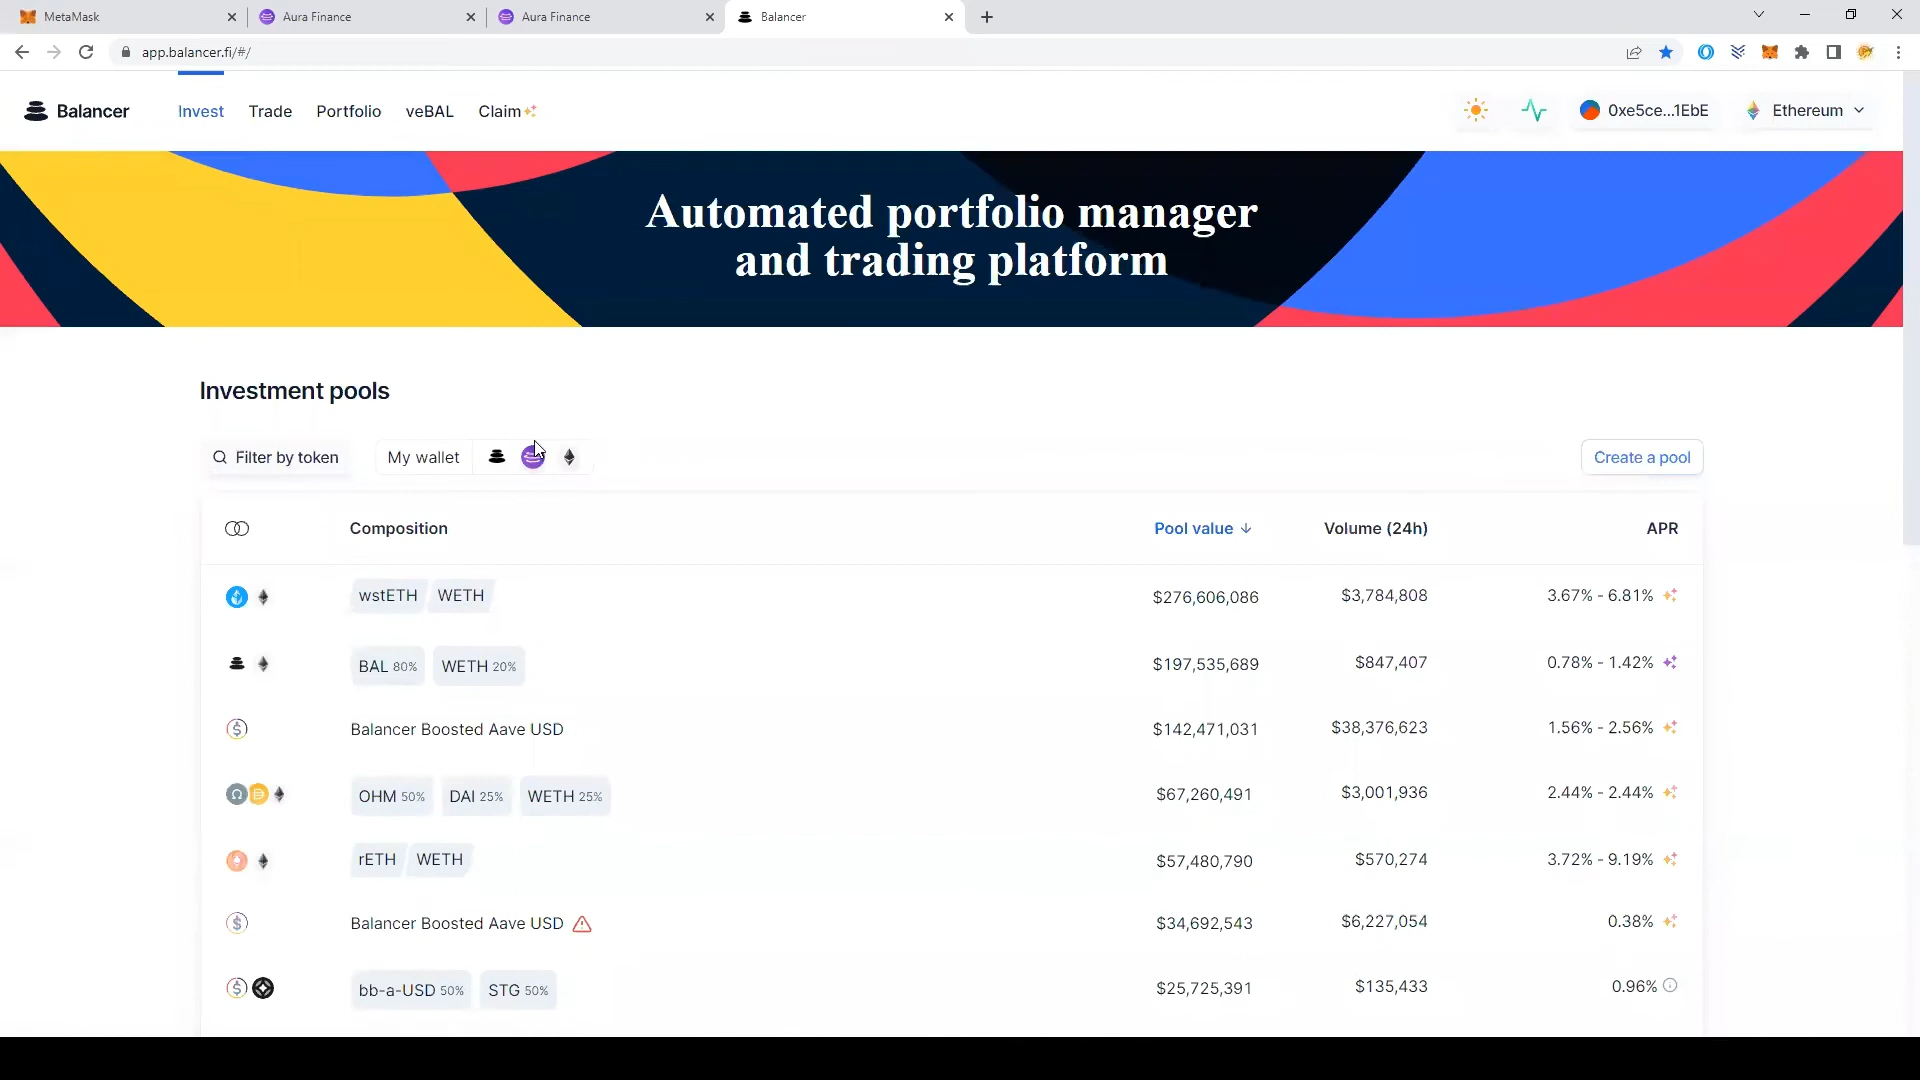 MetaMask
Aura Finance
Aura Finance
Balancer
app.balancer.fi/#/
Balancer
Invest
Trade
Portfolio
veBAL
Claim
0xe5ce...1EbE
Ethereum
Automated portfolio manager
and trading platform
Investment pools
Filter by token
My wallet
Create a pool
Composition
Pool value ↓
Volume (24h)
APR
wstETH WETH $276,606,086 $3,784,808 3.67% - 6.81%
BAL 80% WETH 20% $197,535,689 $847,407 0.78% - 1.42%
Balancer Boosted Aave USD $142,471,031 $38,376,623 1.56% - 2.56%
OHM 50% DAI 25% WETH 25% $67,260,491 $3,001,936 2.44% - 2.44%
rETH WETH $57,480,790 $570,274 3.72% - 9.19%
Balancer Boosted Aave USD $34,692,543 $6,227,054 0.38%
bb-a-USD 50% STG 50% $25,725,391 $135,433 0.96%